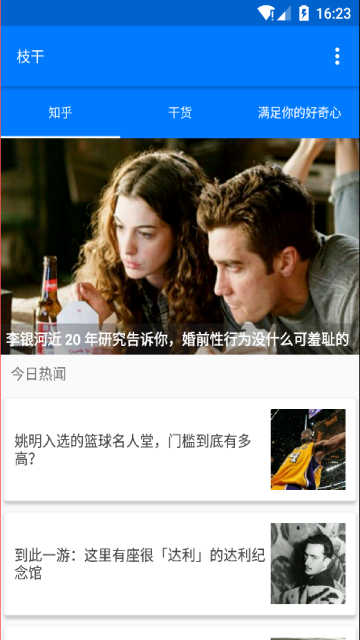 16:23
枝干
知乎
干货
满足你的好奇心
李银河近 20 年研究告诉你，婚前性行为没什么可羞耻的
今日热闻
姚明入选的篮球名人堂，门槛到底有多
高？
到此一游：这里有座很「达利」的达利纪
念馆